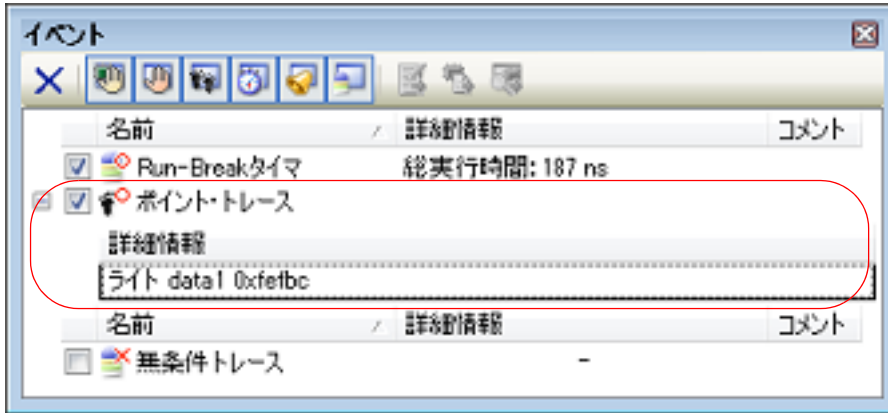 イベント
名前 詳細情報 コメント
Run-Breakタイマ 総実行時間: 187 ns
ポイント・トレース
詳細情報
ライト data1 0xfefbc
名前 詳細情報 コメント
無条件トレース -